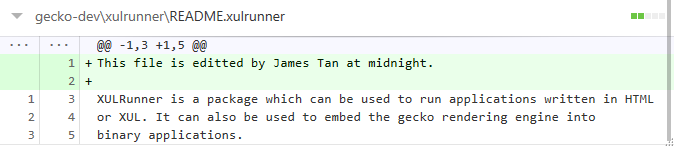 gecko-dev\xulrunner\README.xulrunner
... ... @@ -1,3 +1,5 @@
1 + This file is editted by James Tan at midnight.
2 +
1 3 XULRunner is a package which can be used to run applications written in HTML
2 4 or XUL. It can also be used to embed the gecko rendering engine into
3 5 binary applications.